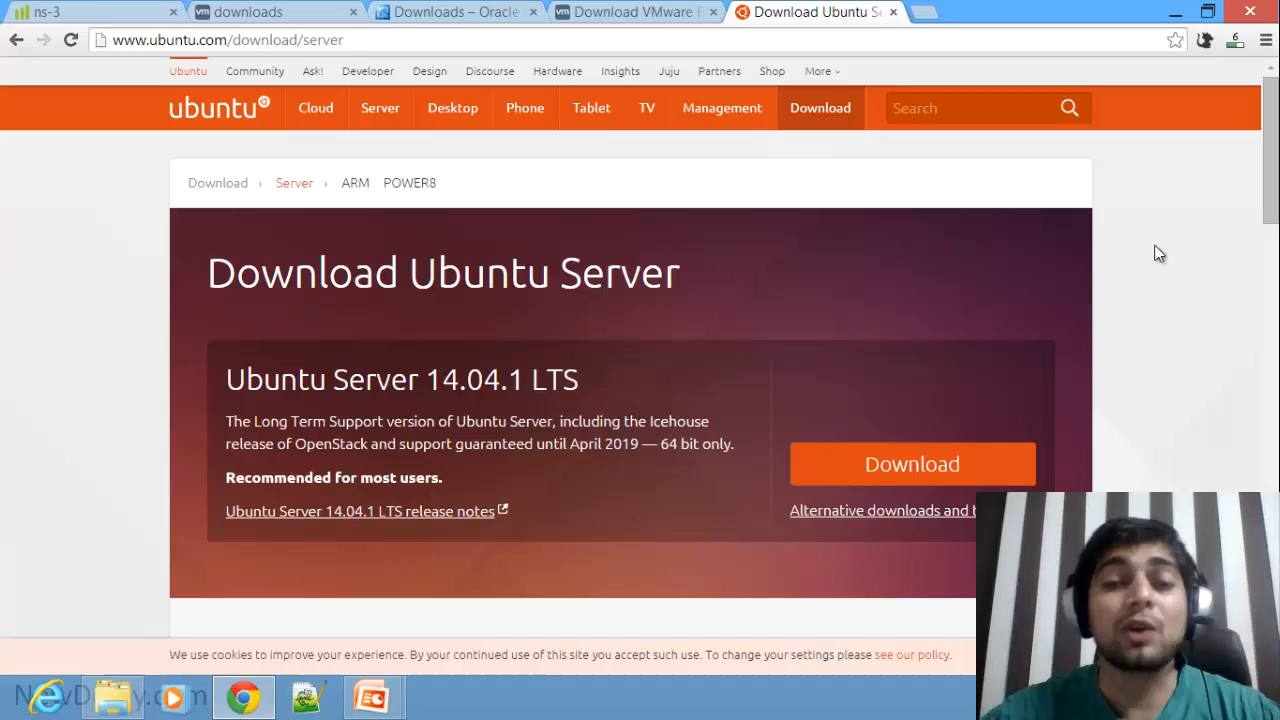 ns-3
downloads
Downloads – Oracle
Download VMware
Download Ubuntu
www.ubuntu.com/download/server
6
Ubuntu Community Ask! Developer Design Discourse Hardware Insights Juju Partners Shop More
ubuntu Cloud Server Desktop Phone Tablet TV Management Download Search
Download › Server › ARM POWER8
Download Ubuntu Server
Ubuntu Server 14.04.1 LTS
The Long Term Support version of Ubuntu Server, including the Icehouse
release of OpenStack and support guaranteed until April 2019 — 64 bit only.
Recommended for most users.
Ubuntu Server 14.04.1 LTS release notes
Download
Alternative downloads and
We use cookies to improve your experience. By your continued use of this site you accept such use. To change your settings please see our policy.